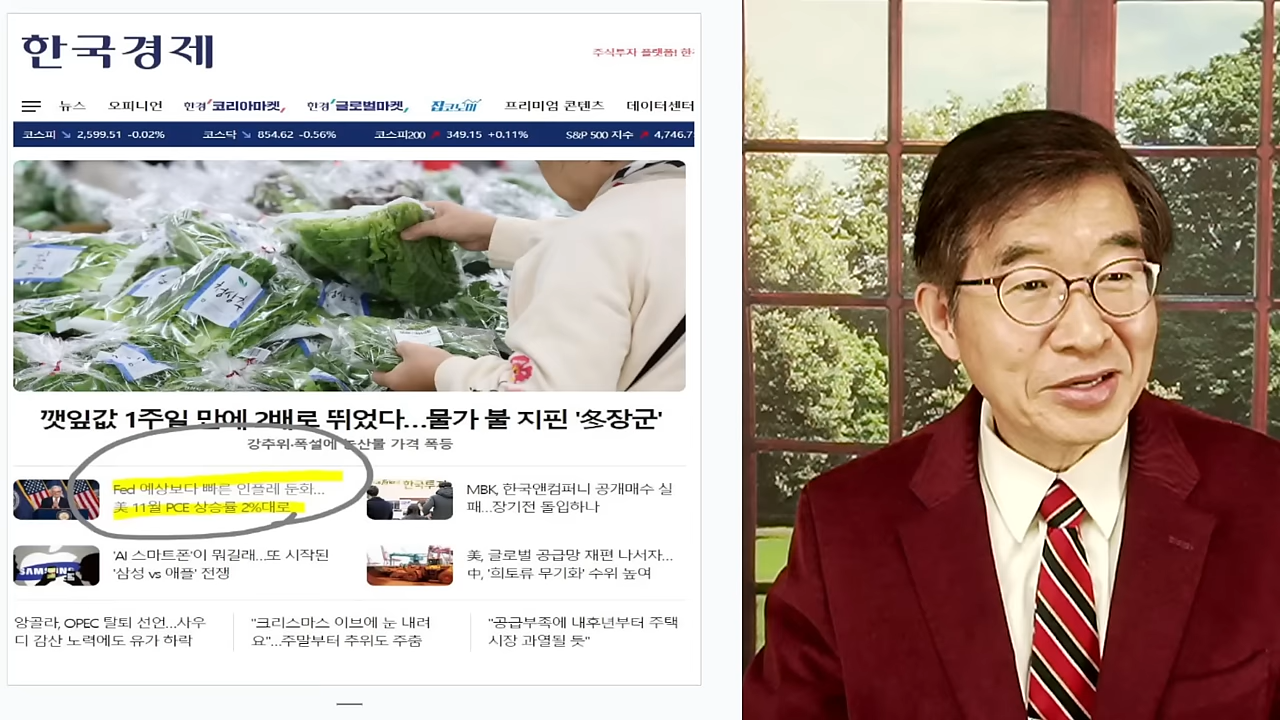 한국경제
주식투자 플랫폼! 한
뉴스 오피니언 한경 코리아마켓, 한경 글로벌마켓, 집코노미 프리미엄 콘텐츠 데이터센터
코스피 2,599.51 -0.02% 코스닥 854.62 -0.56% 코스피200 349.15 +0.11% S&P 500 지수 4,746.7
청상추
'깻잎값 1주일 만에 2배로 뛰었다…물가 불 지핀 '冬장군'
강추위·폭설에 농산물 가격 폭등
Fed 예상보다 빠른 인플레 둔화…
美 11월 PCE 상승률 2%대로
한국투자
MBK, 한국앤컴퍼니 공개매수 실
패…장기전 돌입하나
SAMSUNG
'AI 스마트폰'이 뭐길래…또 시작된
'삼성 vs 애플' 전쟁
美, 글로벌 공급망 재편 나서자…
中, '희토류 무기화' 수위 높여
앙골라, OPEC 탈퇴 선언…사우
디 감산 노력에도 유가 하락
"크리스마스 이브에 눈 내려
요"…주말부터 추위도 주춤
"공급부족에 내후년부터 주택
시장 과열될 듯"